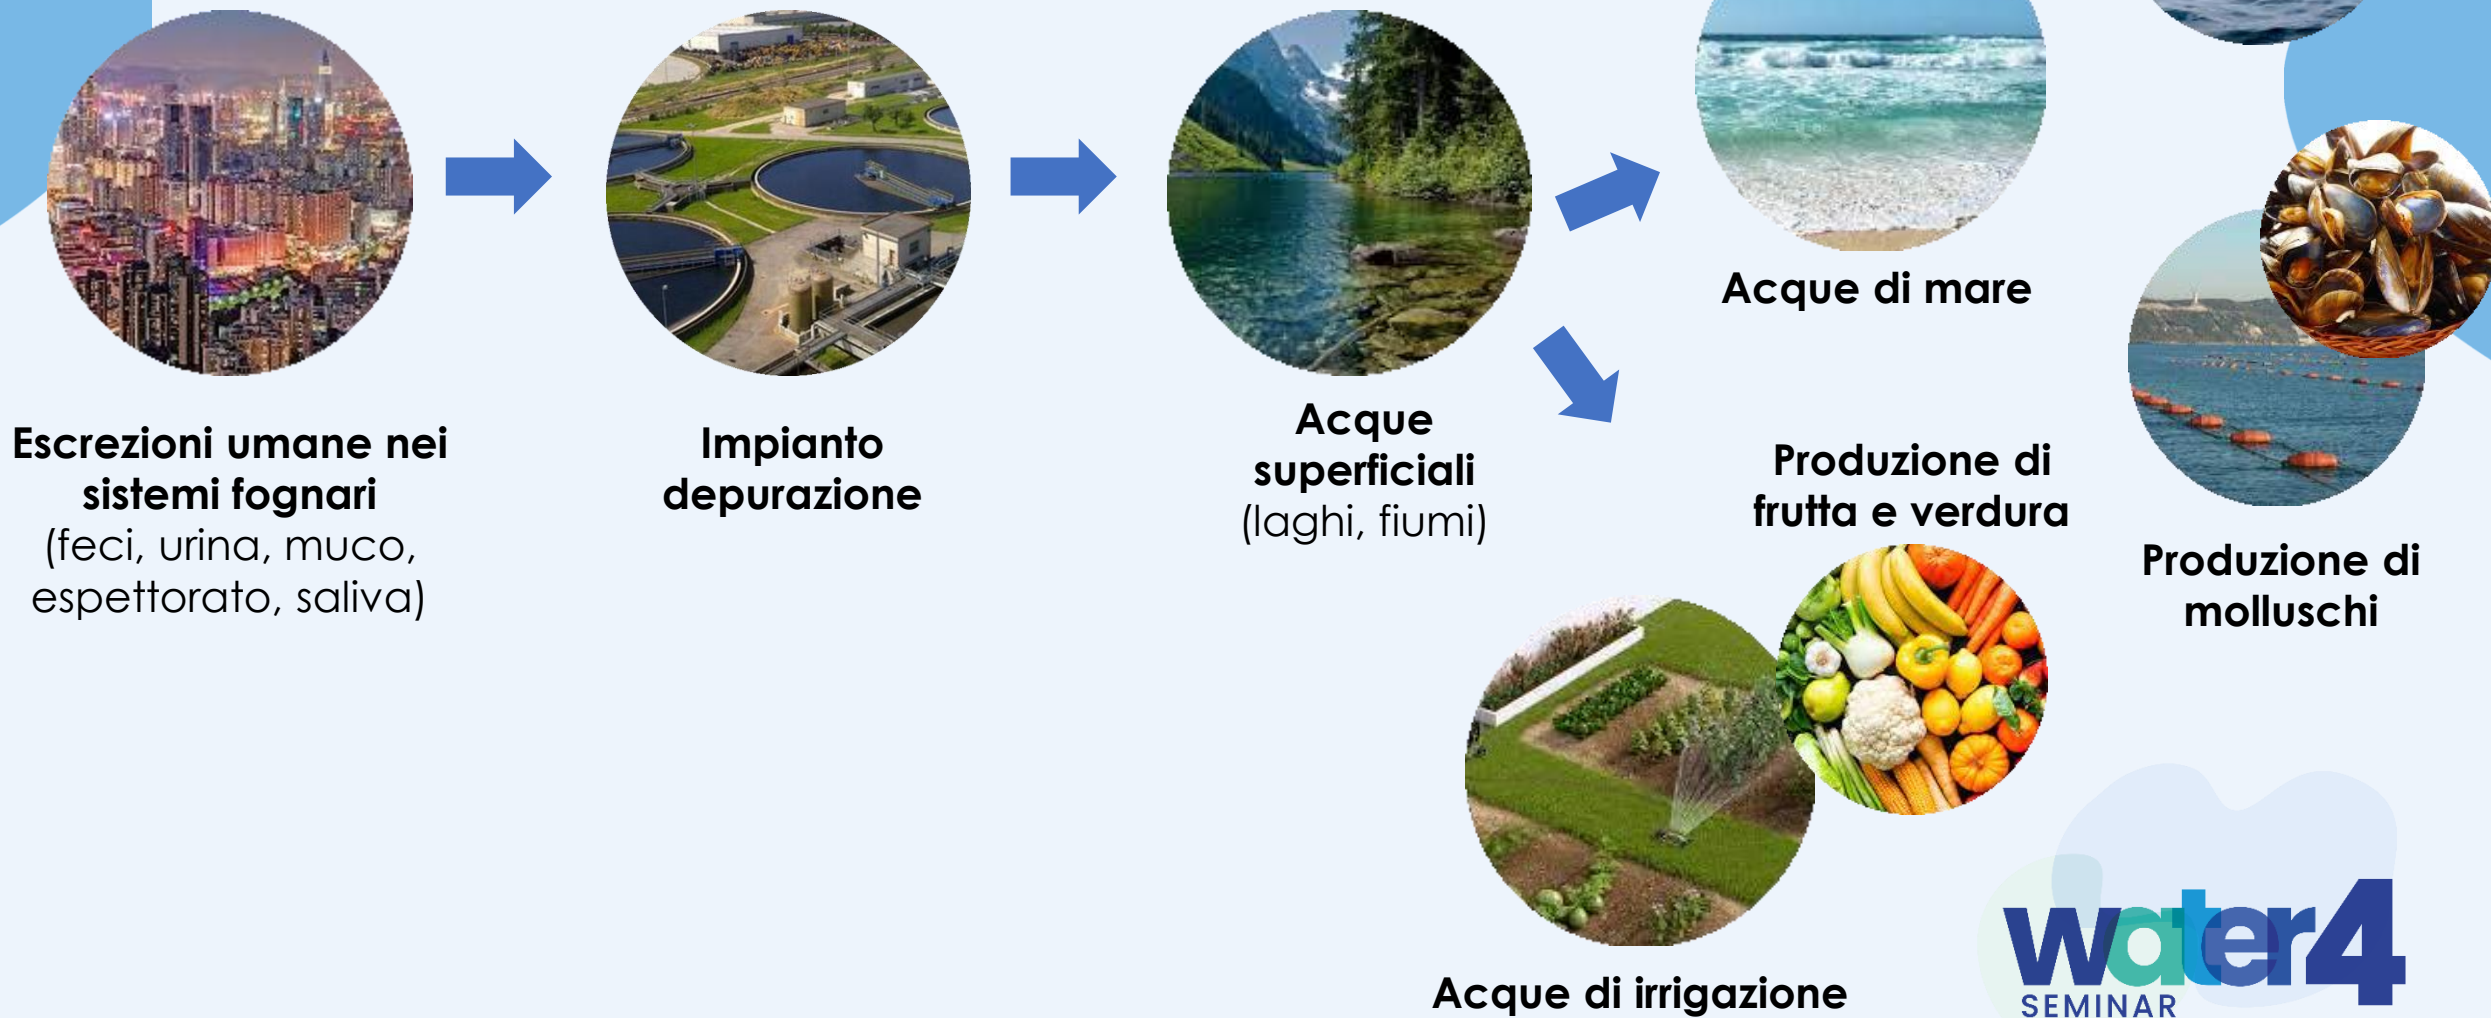 Escrezioni umane nei
sistemi fognari
(feci, urina, muco,
espettorato, saliva)
Impianto
depurazione
Acque
superficiali
(laghi, fiumi)
Acque di mare
Produzione di
frutta e verdura
Produzione di
molluschi
Acque di irrigazione
water4
SEMINAR